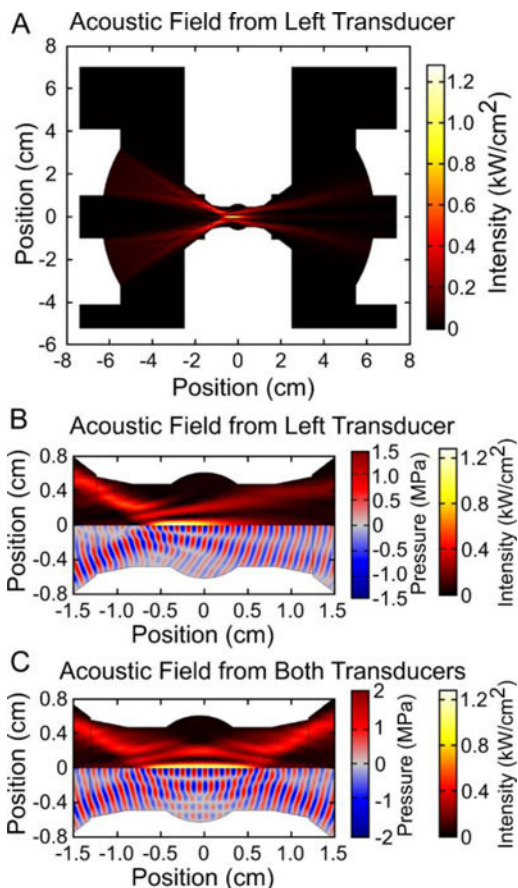 A
Acoustic Field from Left Transducer
8
6
4
2
0
-2
-4
-6
Position (cm)
-8 -6 -4 -2 0 2 4 6 8
Position (cm)
1.2
1.0
0.8
0.6
0.4
0.2
0
Intensity (kW/cm²)
B
Acoustic Field from Left Transducer
0.8
0.4
0
-0.4
-0.8
Position (cm)
-1.5 -1.0 -0.5 0 0.5 1.0 1.5
Position (cm)
1.5
1.0
0.5
0
-0.5
-1.0
-1.5
Pressure (MPa)
1.2
0.8
0.4
0
Intensity (kW/cm²)
C
Acoustic Field from Both Transducers
0.8
0.4
0
-0.4
-0.8
Position (cm)
-1.5 -1.0 -0.5 0 0.5 1.0 1.5
Position (cm)
2
1
0
-1
-2
Pressure (MPa)
1.2
0.8
0.4
0
Intensity (kW/cm²)